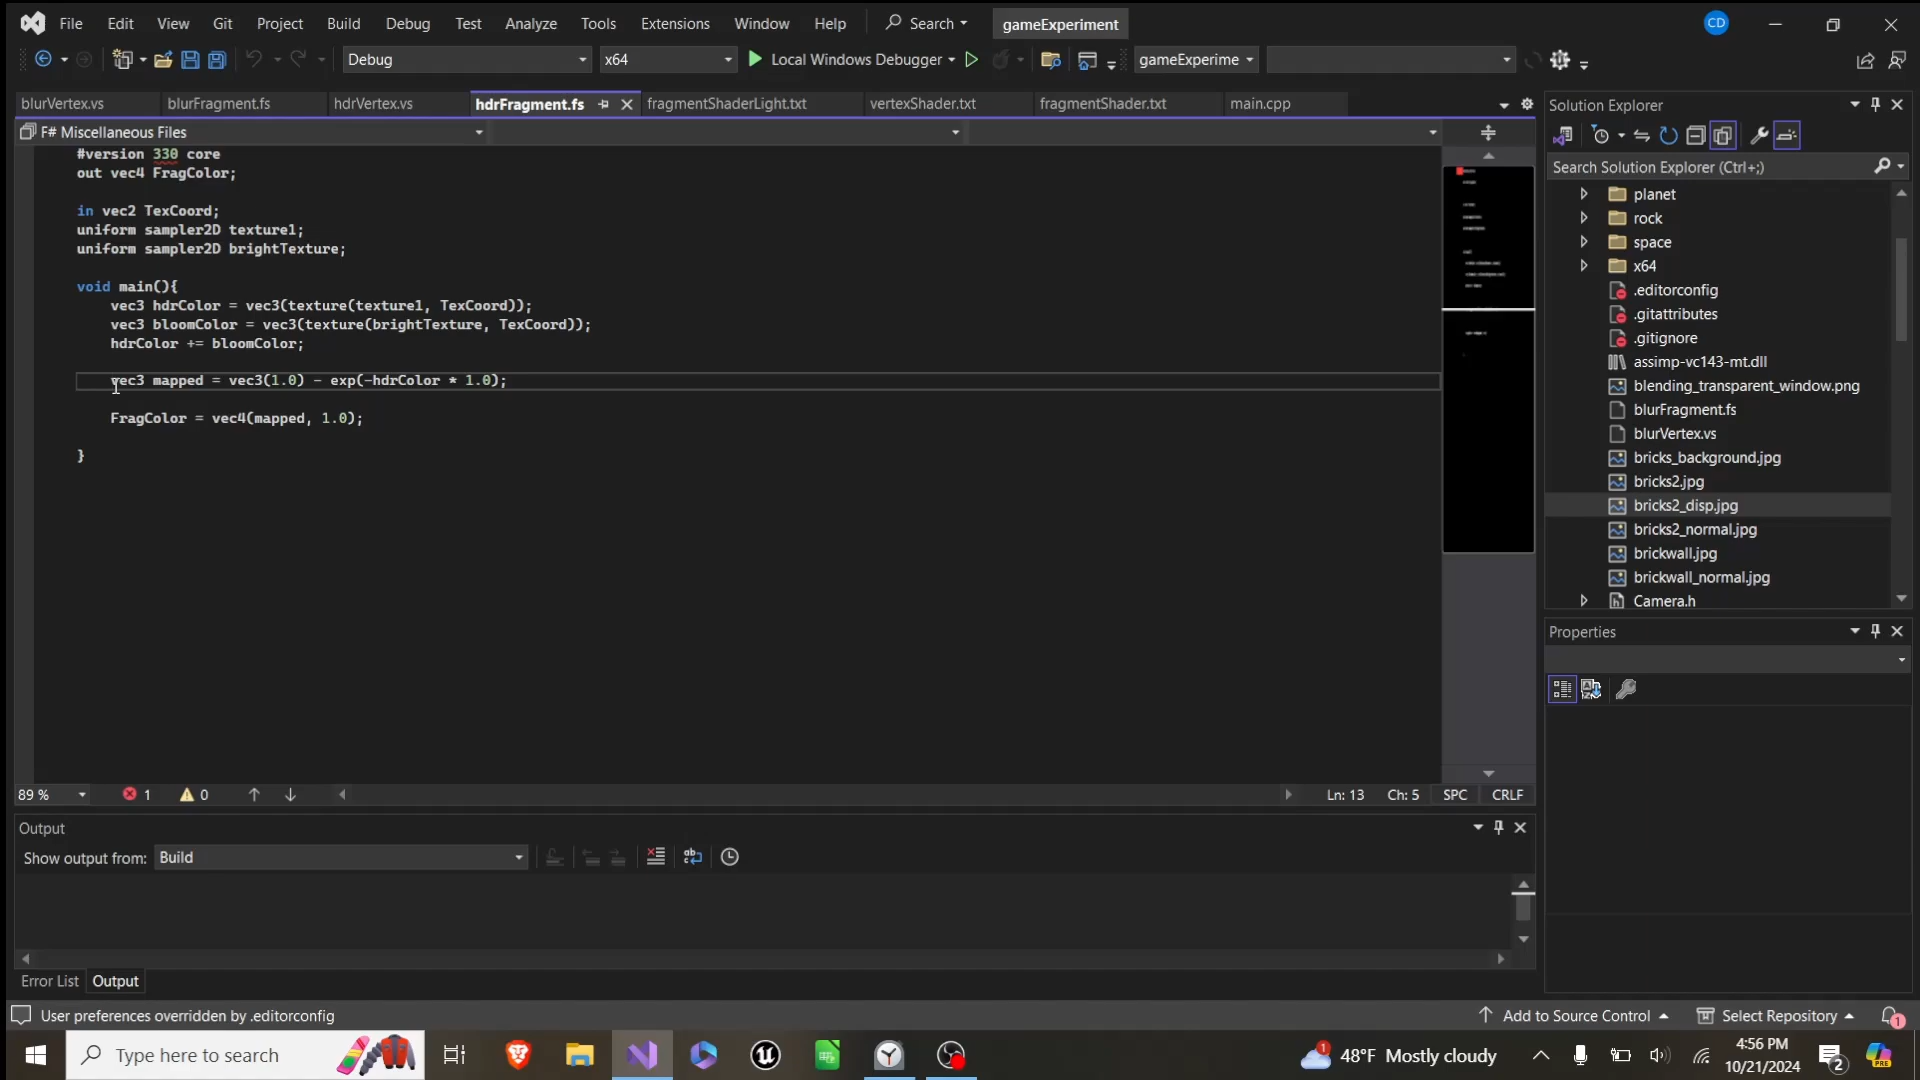 File Edit View Git Project Build Debug Test Analyze Tools Extensions Window Help Search gameExperiment CD
Debug x64 Local Windows Debugger gameExperime
blurVertex.vs blurFragment.fs hdrVertex.vs hdrFragment.fs fragmentShaderLight.txt vertexShader.txt fragmentShader.txt main.cpp
F# Miscellaneous Files
#version 330 core
out vec4 FragColor;
in vec2 TexCoord;
uniform sampler2D texture1;
uniform sampler2D brightTexture;
void main(){
vec3 hdrColor = vec3(texture(texture1, TexCoord));
vec3 bloomColor = vec3(texture(brightTexture, TexCoord));
hdrColor += bloomColor;
vec3 mapped = vec3(1.0) - exp(-hdrColor * 1.0);
FragColor = vec4(mapped, 1.0);
}
89 % 1 0 Ln: 13 Ch: 5 SPC CRLF
Solution Explorer
Search Solution Explorer (Ctrl+;)
planet
rock
space
x64
.editorconfig
.gitattributes
.gitignore
assimp-vc143-mt.dll
blending_transparent_window.png
blurFragment.fs
blurVertex.vs
bricks_background.jpg
bricks2.jpg
bricks2_disp.jpg
bricks2_normal.jpg
brickwall.jpg
brickwall_normal.jpg
Camera.h
Properties
Output
Show output from: Build
Error List Output
User preferences overridden by .editorconfig Add to Source Control Select Repository 1
Type here to search 1 48°F Mostly cloudy 4:56 PM
10/21/2024 2 PRE